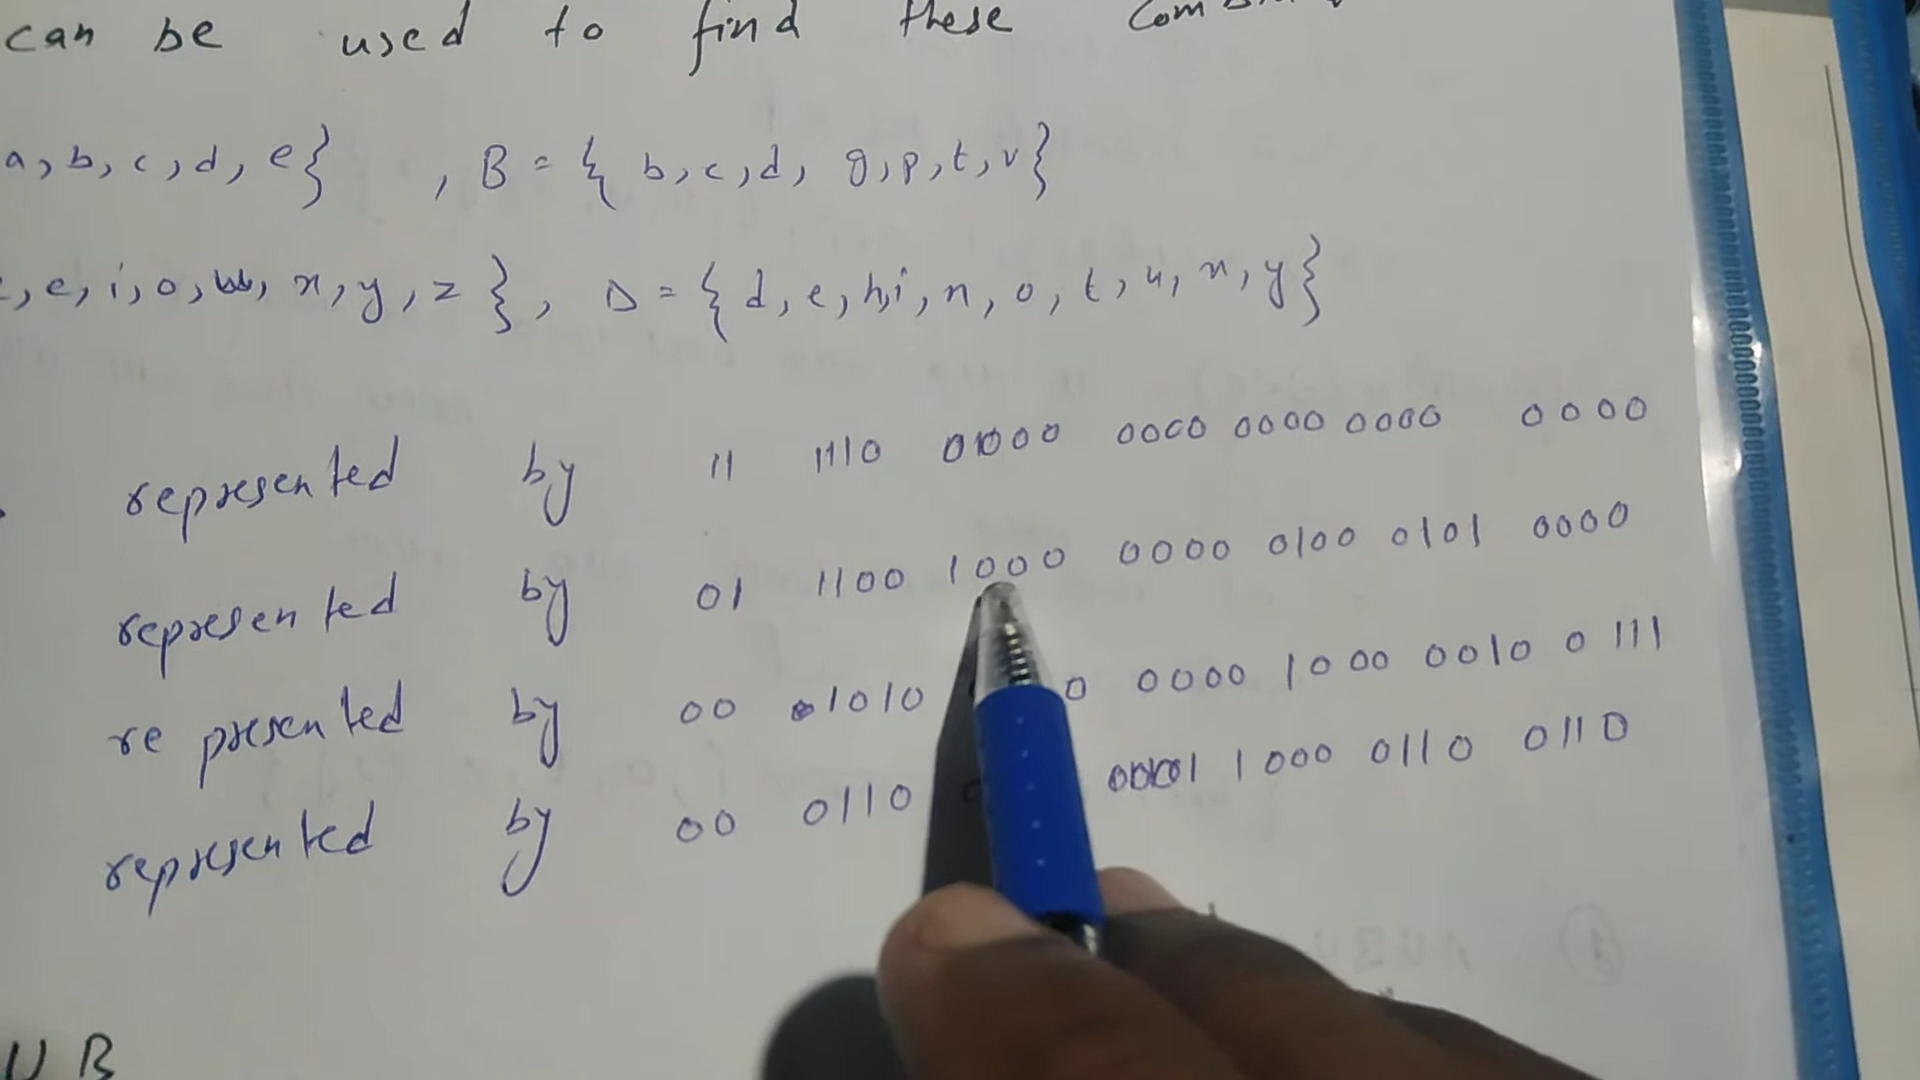 can be used to find these
a, b, c, d, e} , B = { b, c, d, g, p, t, v}
, e, i, o, u, x, y, z }, D = { d, e, h, i, n, o, t, u, x, y}
represented by 11 1110 0000 0000 0000 0000 0000
represented by 01 1100 1000 0000 0100 0101 0000
represented by 00 1010 0 0000 1000 0010 0111
represented by 00 0110 0001 1000 0110 0110
U B